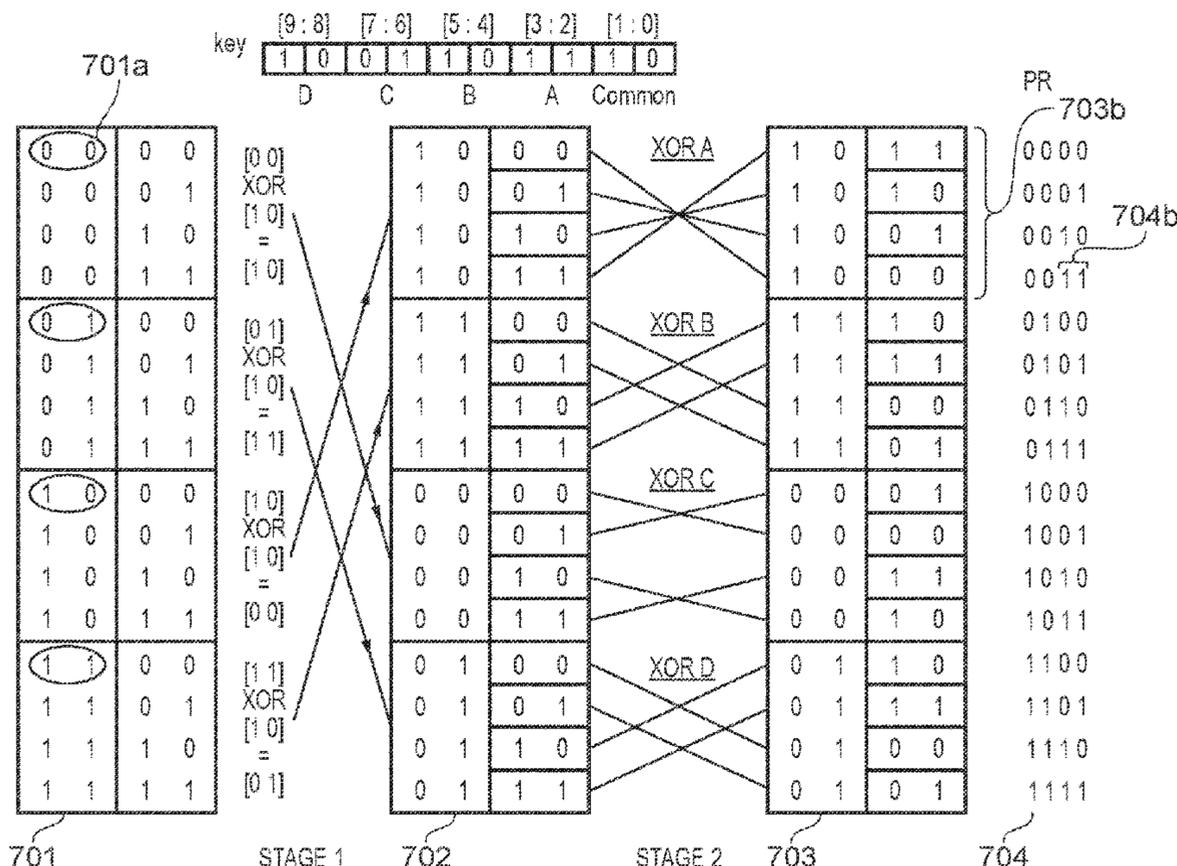 [9:8] [7:6] [5:4] [3:2] [1:0]
key 1 0 0 1 1 0 1 1 1 0
D C B A Common
701a
PR
703b
704b
0 0 0 0
0 0 0 1
0 0 1 0
0 0 1 1
0 1 0 0
0 1 0 1
0 1 1 0
0 1 1 1
1 0 0 0
1 0 0 1
1 0 1 0
1 0 1 1
1 1 0 0
1 1 0 1
1 1 1 0
1 1 1 1
[0 0]
XOR
[1 0]
=
[1 0]
[0 1]
XOR
[1 0]
=
[1 1]
[1 0]
XOR
[1 0]
=
[0 0]
[1 1]
XOR
[1 0]
=
[0 1]
1 0 0 0
1 0 0 1
1 0 1 0
1 0 1 1
1 1 0 0
1 1 0 1
1 1 1 0
1 1 1 1
0 0 0 0
0 0 0 1
0 0 1 0
0 0 1 1
0 1 0 0
0 1 0 1
0 1 1 0
0 1 1 1
XOR A
XOR B
XOR C
XOR D
1 0 1 1
1 0 1 0
1 0 0 1
1 0 0 0
1 1 1 0
1 1 1 1
1 1 0 0
1 1 0 1
0 0 0 1
0 0 0 0
0 0 1 1
0 0 1 0
0 1 1 0
0 1 1 1
0 1 0 0
0 1 0 1
0000
0001
0010
0011
0100
0101
0110
0111
1000
1001
1010
1011
1100
1101
1110
1111
701 STAGE 1 702 STAGE 2 703 704